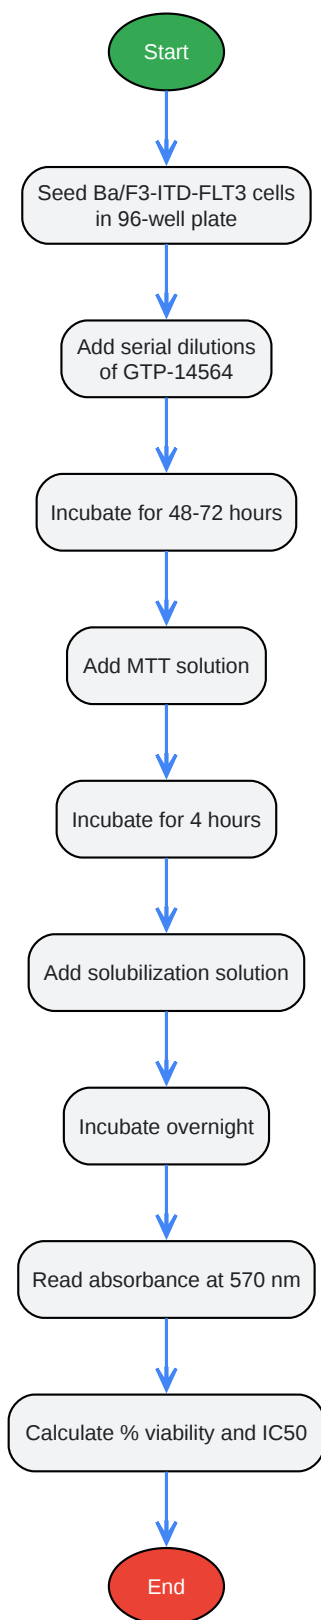 Start
Seed Ba/F3-ITD-FLT3 cells
in 96-well plate
Add serial dilutions
of GTP-14564
Incubate for 48-72 hours
Add MTT solution
Incubate for 4 hours
Add solubilization solution
Incubate overnight
Read absorbance at 570 nm
Calculate % viability and IC50
End